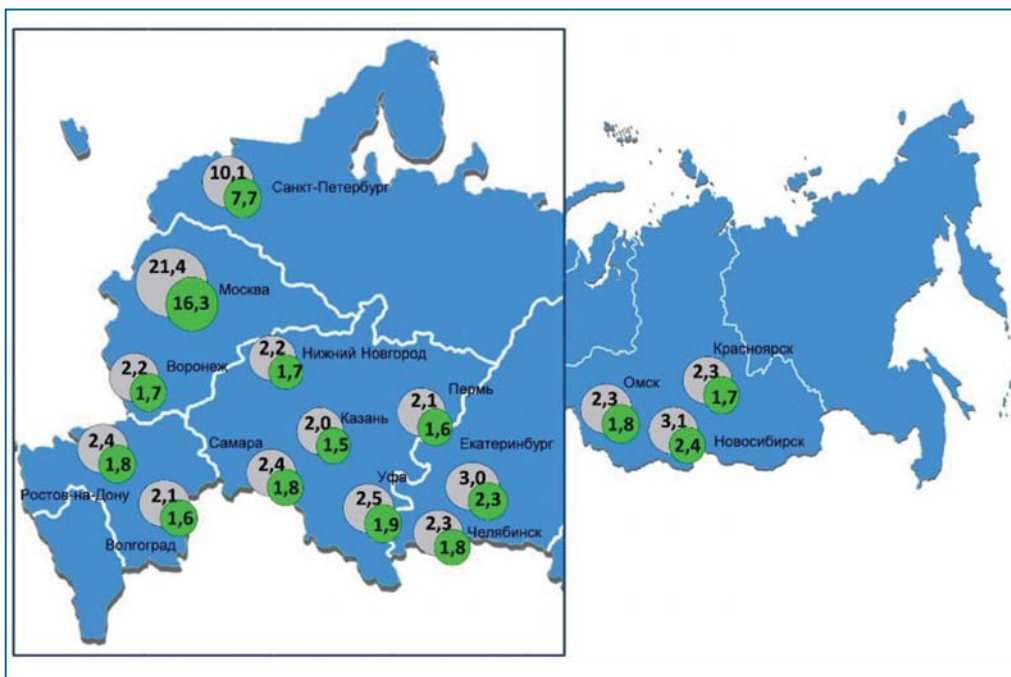 10,1
7,7
Санкт-Петербург
21,4
16,3
Москва
2,2
1,7
Воронеж
2,2
1,7
Нижний Новгород
2,1
1,6
Пермь
2,0
1,5
Казань
2,4
1,8
Ростов-на-Дону
2,4
1,8
Самара
2,1
1,6
Волгоград
2,5
1,9
Уфа
3,0
2,3
Екатеринбург
2,3
1,8
Челябинск
Омск
2,3
1,8
Красноярск
2,3
1,7
3,1
2,4
Новосибирск